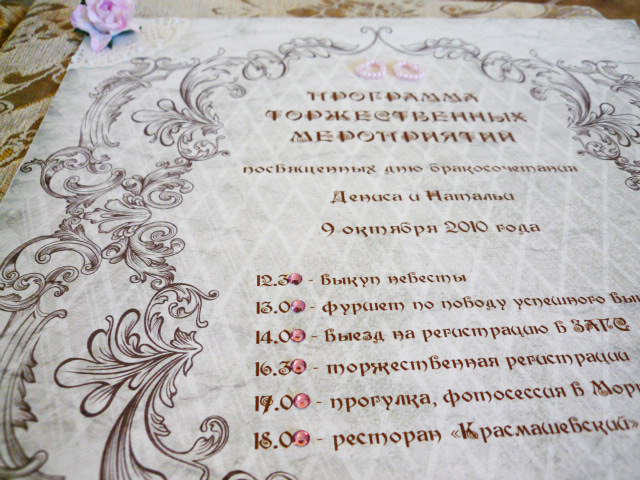 ПРОГРАММА
ТОРЖЕСТВЕННЫХ
МЕРОПРИЯТИЙ
посвященных дню бракосочетания
Дениса и Натальи
9 октября 2010 года
12.30 - выкуп невесты
13.00 - фуршет по поводу успешного
14.00 - выезд на регистрацию в ЗАГС
16.30 - торжественная регистрации
17.00 - прогулка, фотосессия в
18.00 - ресторан «Красмашевский»